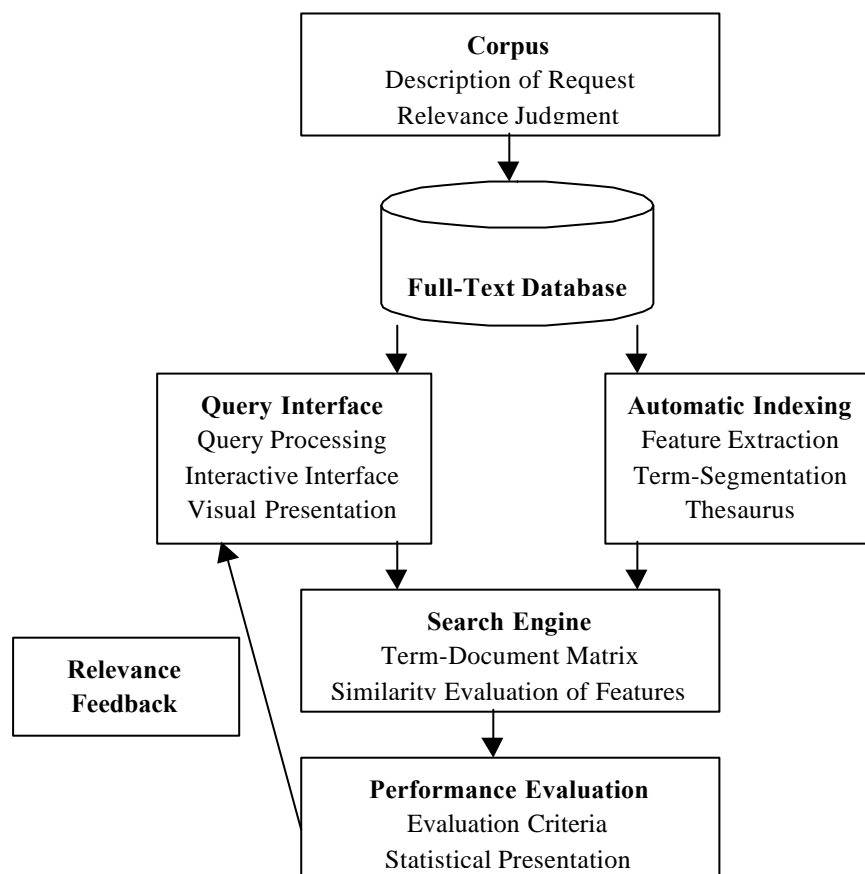 Corpus
Description of Request
Relevance Judgment
Full-Text Database
Query Interface
Query Processing
Interactive Interface
Visual Presentation
Automatic Indexing
Feature Extraction
Term-Segmentation
Thesaurus
Search Engine
Term-Document Matrix
Similarity Evaluation of Features
Relevance
Feedback
Performance Evaluation
Evaluation Criteria
Statistical Presentation